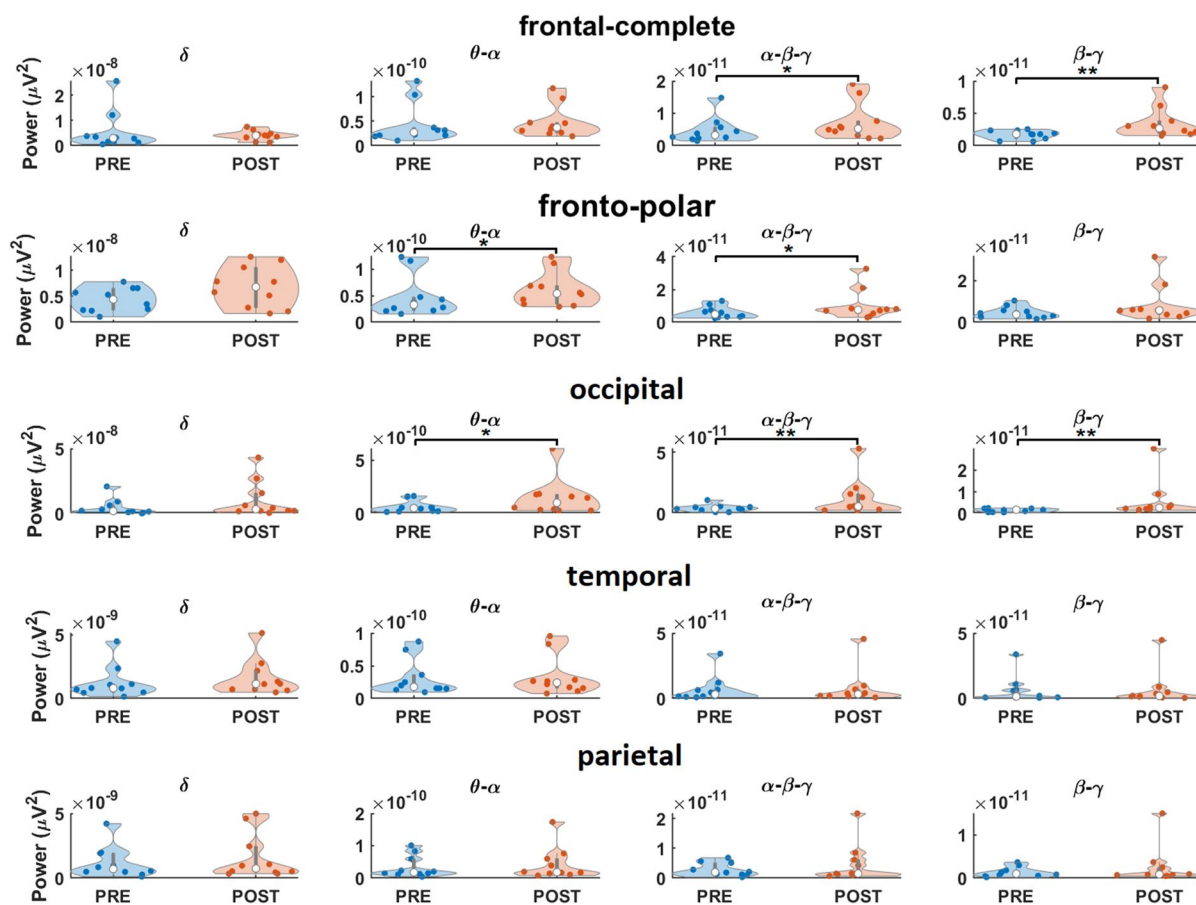 frontal-complete
δ θ-α α-β-γ β-γ
×10-8 ×10-10 ×10-11 ×10-11
* **
Power (μV2)
2
1
0
1
0.5
0
2
1
0
1
0.5
0
PRE POST PRE POST PRE POST PRE POST
fronto-polar
δ θ-α α-β-γ β-γ
×10-8 ×10-10 ×10-11 ×10-11
* *
Power (μV2)
1
0.5
0
1
0.5
0
4
2
0
2
0
PRE POST PRE POST PRE POST PRE POST
occipital
δ θ-α α-β-γ β-γ
×10-8 ×10-10 ×10-11 ×10-11
* ** **
Power (μV2)
5
0
5
0
5
0
2
1
0
PRE POST PRE POST PRE POST PRE POST
temporal
δ θ-α α-β-γ β-γ
×10-9 ×10-10 ×10-11 ×10-11
Power (μV2)
5
0
1
0.5
0
5
0
5
0
PRE POST PRE POST PRE POST PRE POST
parietal
δ θ-α α-β-γ β-γ
×10-9 ×10-10 ×10-11 ×10-11
Power (μV2)
5
0
2
1
0
2
1
0
1
0
PRE POST PRE POST PRE POST PRE POST